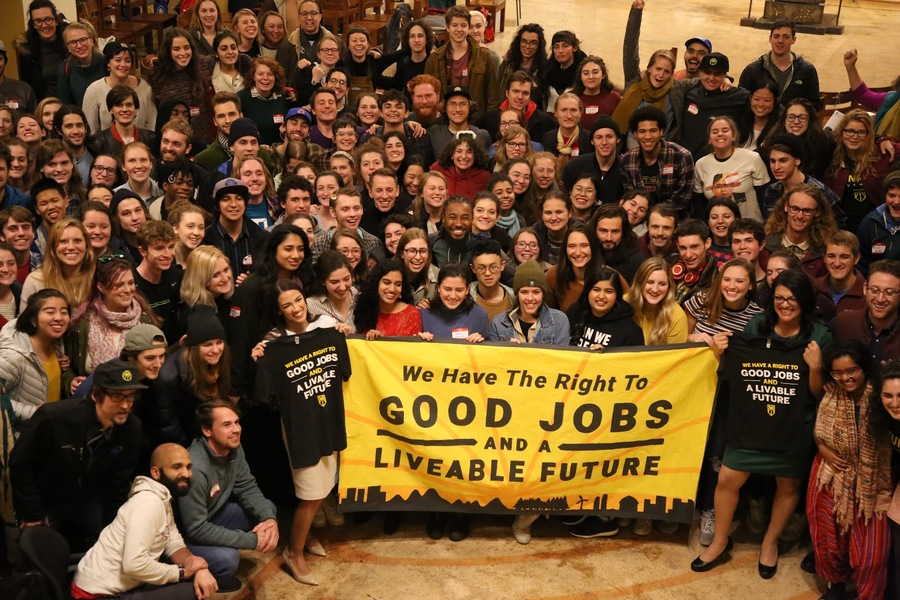 We Have The Right To
GOOD JOBS
AND A
LIVEABLE FUTURE
WE HAVE A RIGHT TO
GOOD JOBS
AND
A LIVABLE
FUTURE
WE HAVE A RIGHT TO
GOOD JOBS
AND
A LIVABLE
FUTURE